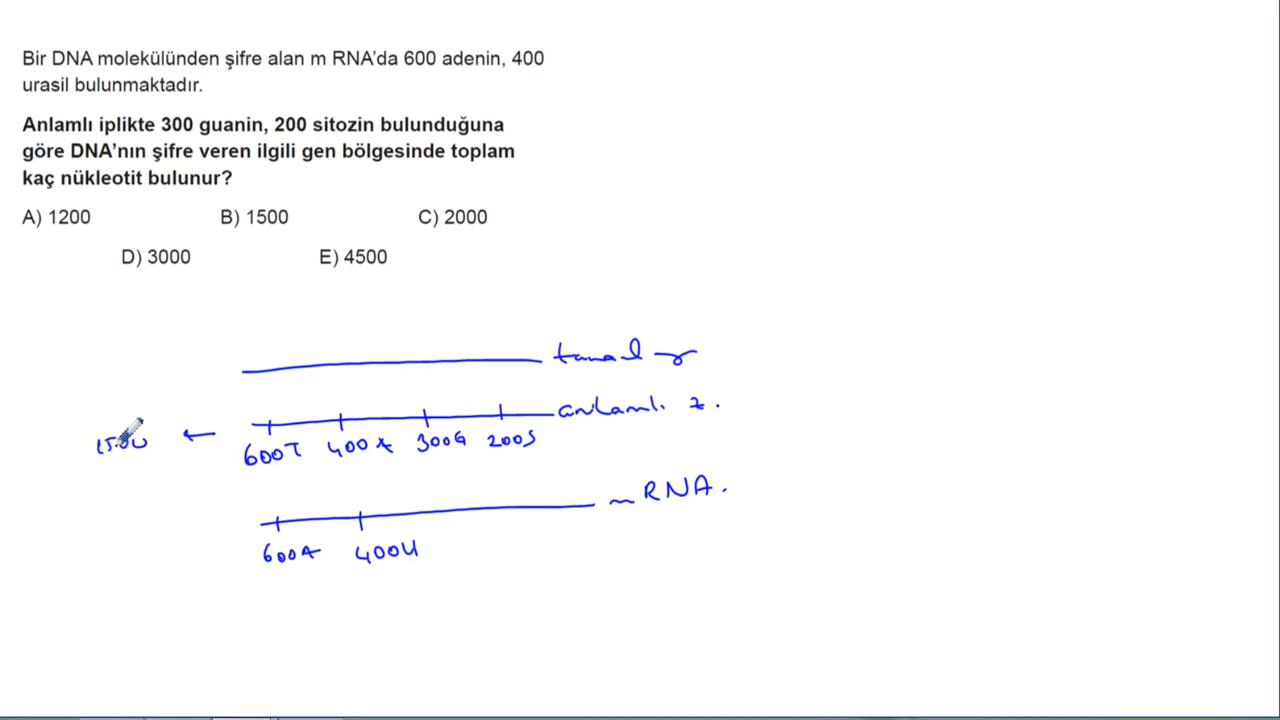 Bir DNA molekülünden şifre alan m RNA'da 600 adenin, 400
urasil bulunmaktadır.
Anlamlı iplikte 300 guanin, 200 sitozin bulunduğuna
göre DNA'nın şifre veren ilgili gen bölgesinde toplam
kaç nükleotit bulunur?
A) 1200 B) 1500 C) 2000
D) 3000 E) 4500
anlamlı z.
1500 ← 600T 400A 300G 200S
mRNA.
600A 400U